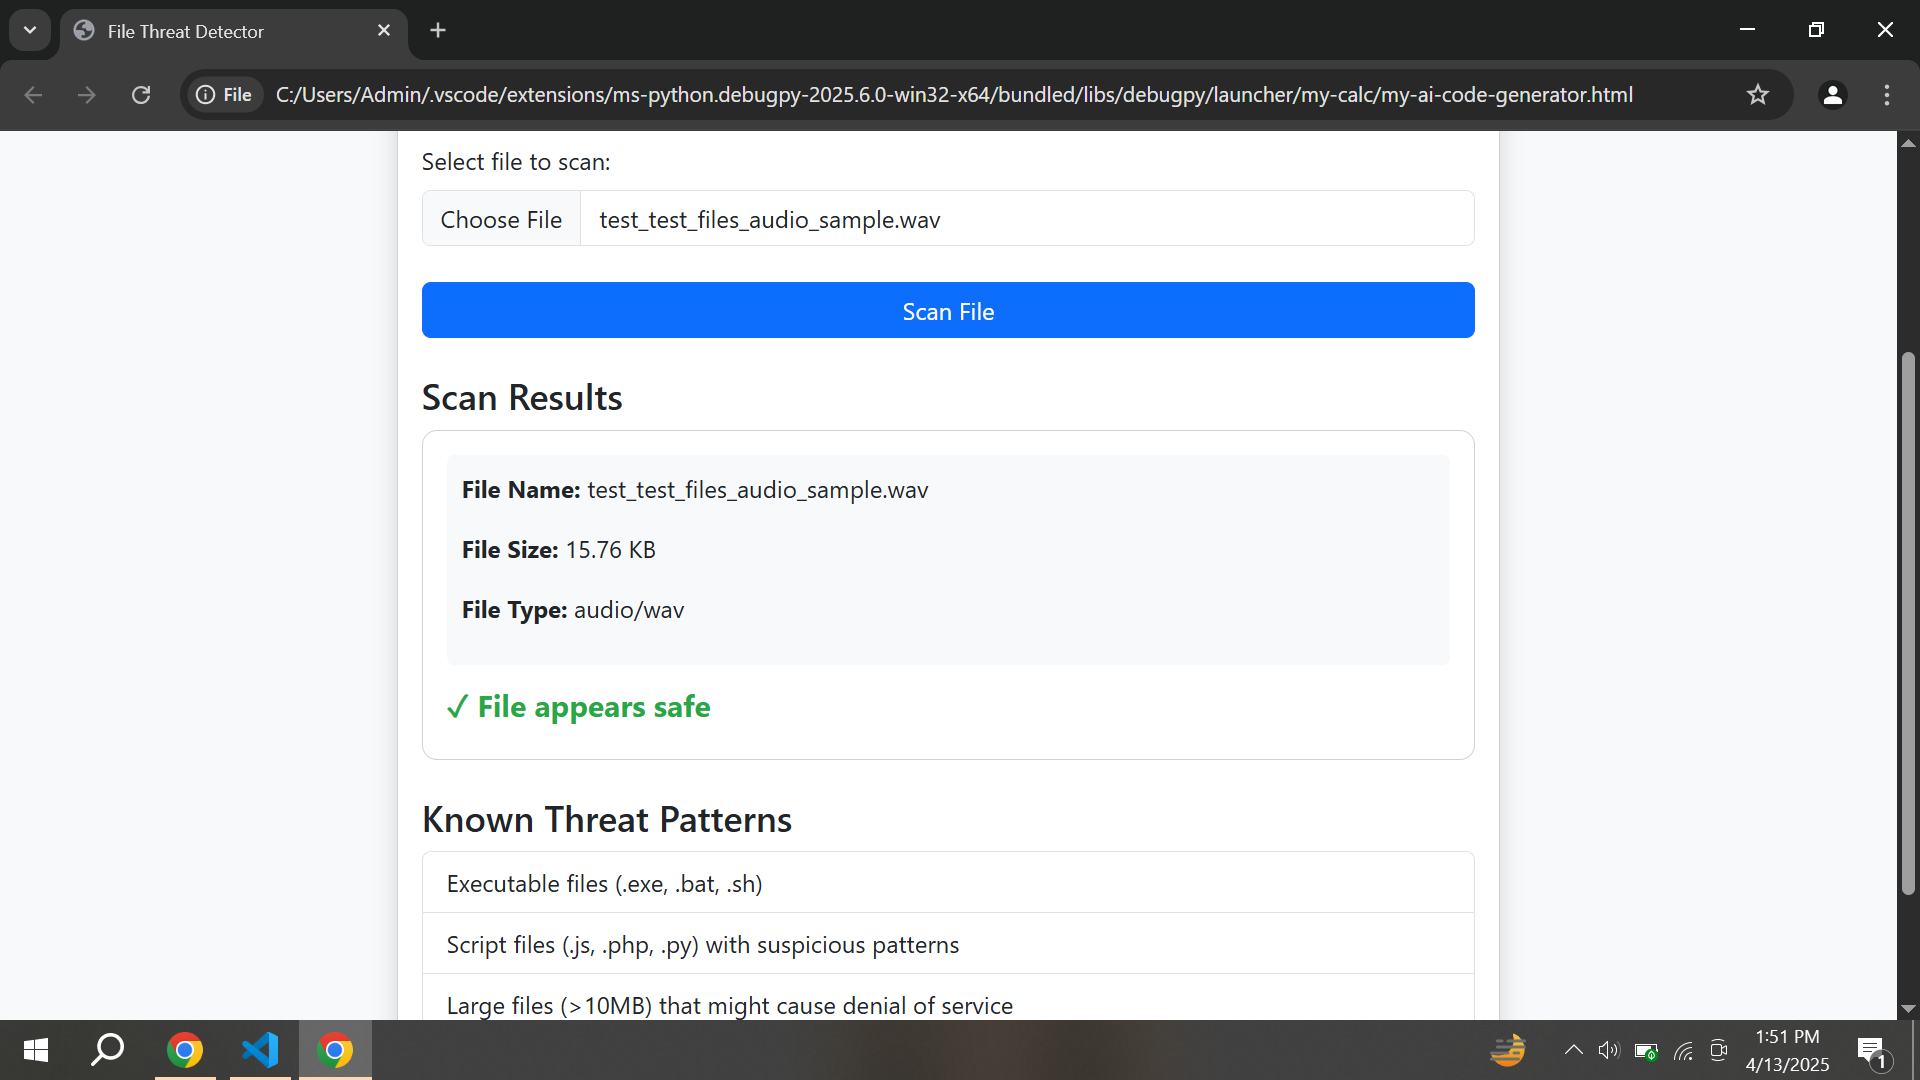 File Threat Detector
File
C:/Users/Admin/.vscode/extensions/ms-python.debugpy-2025.6.0-win32-x64/bundled/libs/debugpy/launcher/my-calc/my-ai-code-generator.html
Select file to scan:
Choose File test_test_files_audio_sample.wav
Scan File
Scan Results
File Name: test_test_files_audio_sample.wav
File Size: 15.76 KB
File Type: audio/wav
✓ File appears safe
Known Threat Patterns
Executable files (.exe, .bat, .sh)
Script files (.js, .php, .py) with suspicious patterns
Large files (>10MB) that might cause denial of service
1:51 PM
4/13/2025
1